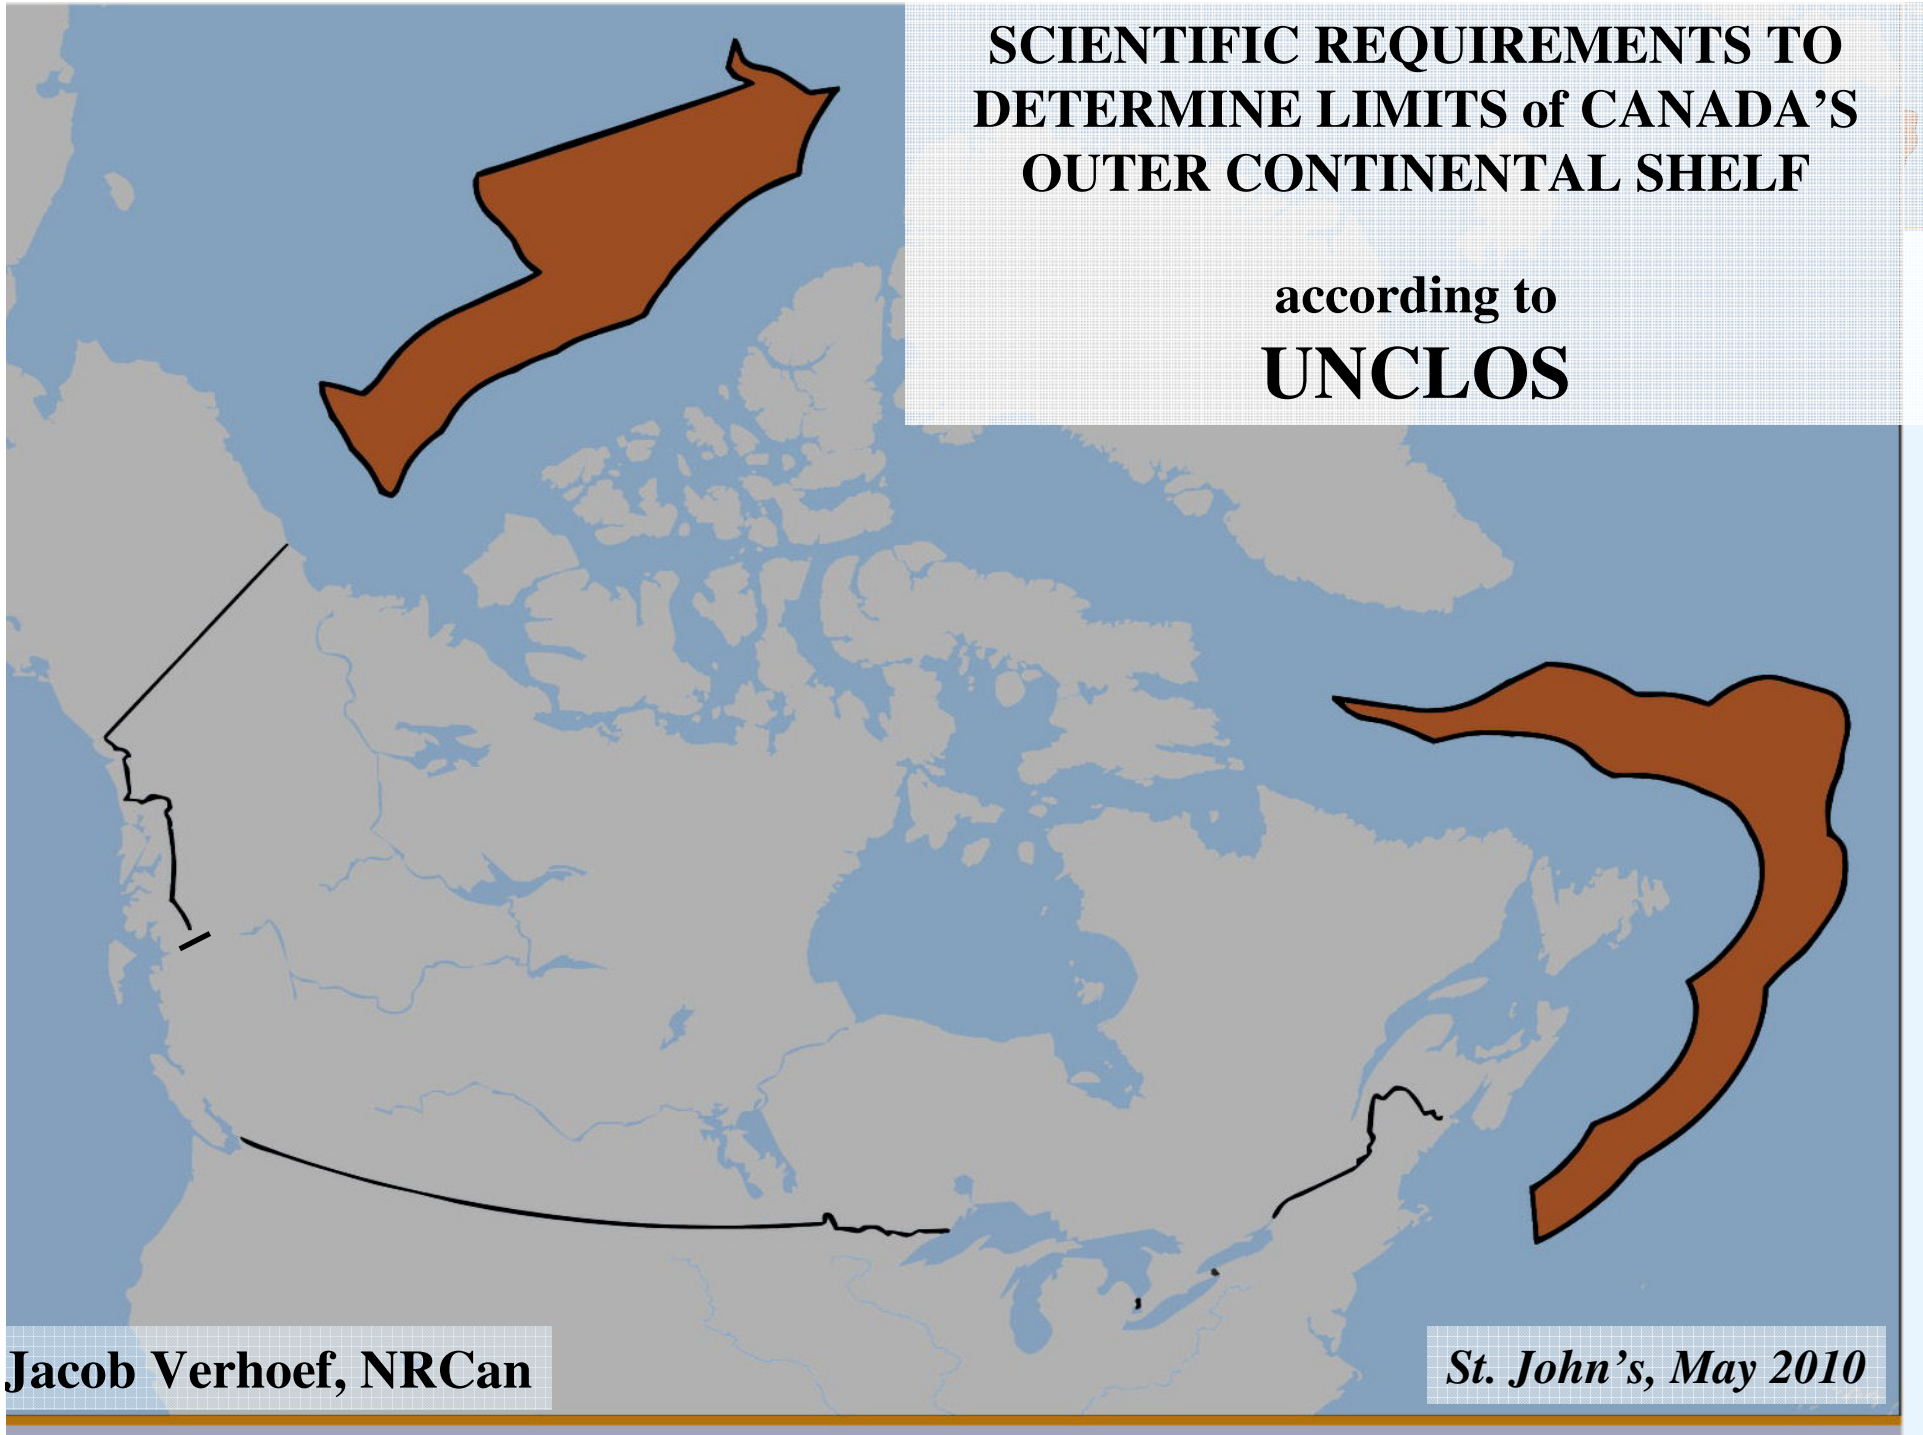 SCIENTIFIC REQUIREMENTS TO
DETERMINE LIMITS of CANADA’S
OUTER CONTINENTAL SHELF
according to
UNCLOS
Jacob Verhoef, NRCan
St. John’s, May 2010